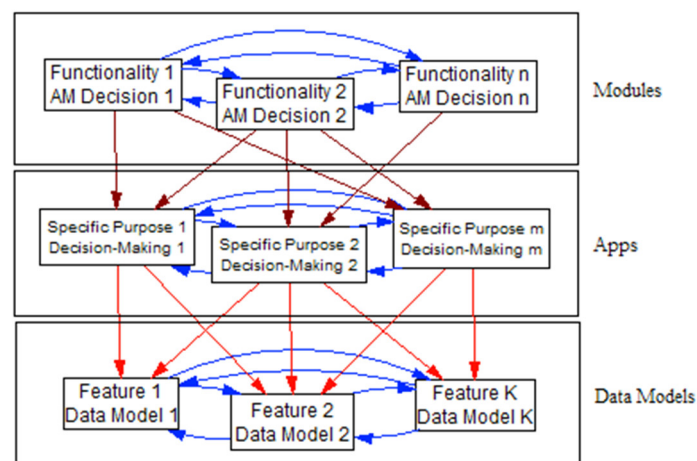 Functionality 1
AM Decision 1
Functionality 2
AM Decision 2
Functionality n
AM Decision n
Modules
Specific Purpose 1
Decision-Making 1
Specific Purpose 2
Decision-Making 2
Specific Purpose m
Decision-Making m
Apps
Feature 1
Data Model 1
Feature 2
Data Model 2
Feature K
Data Model K
Data Models